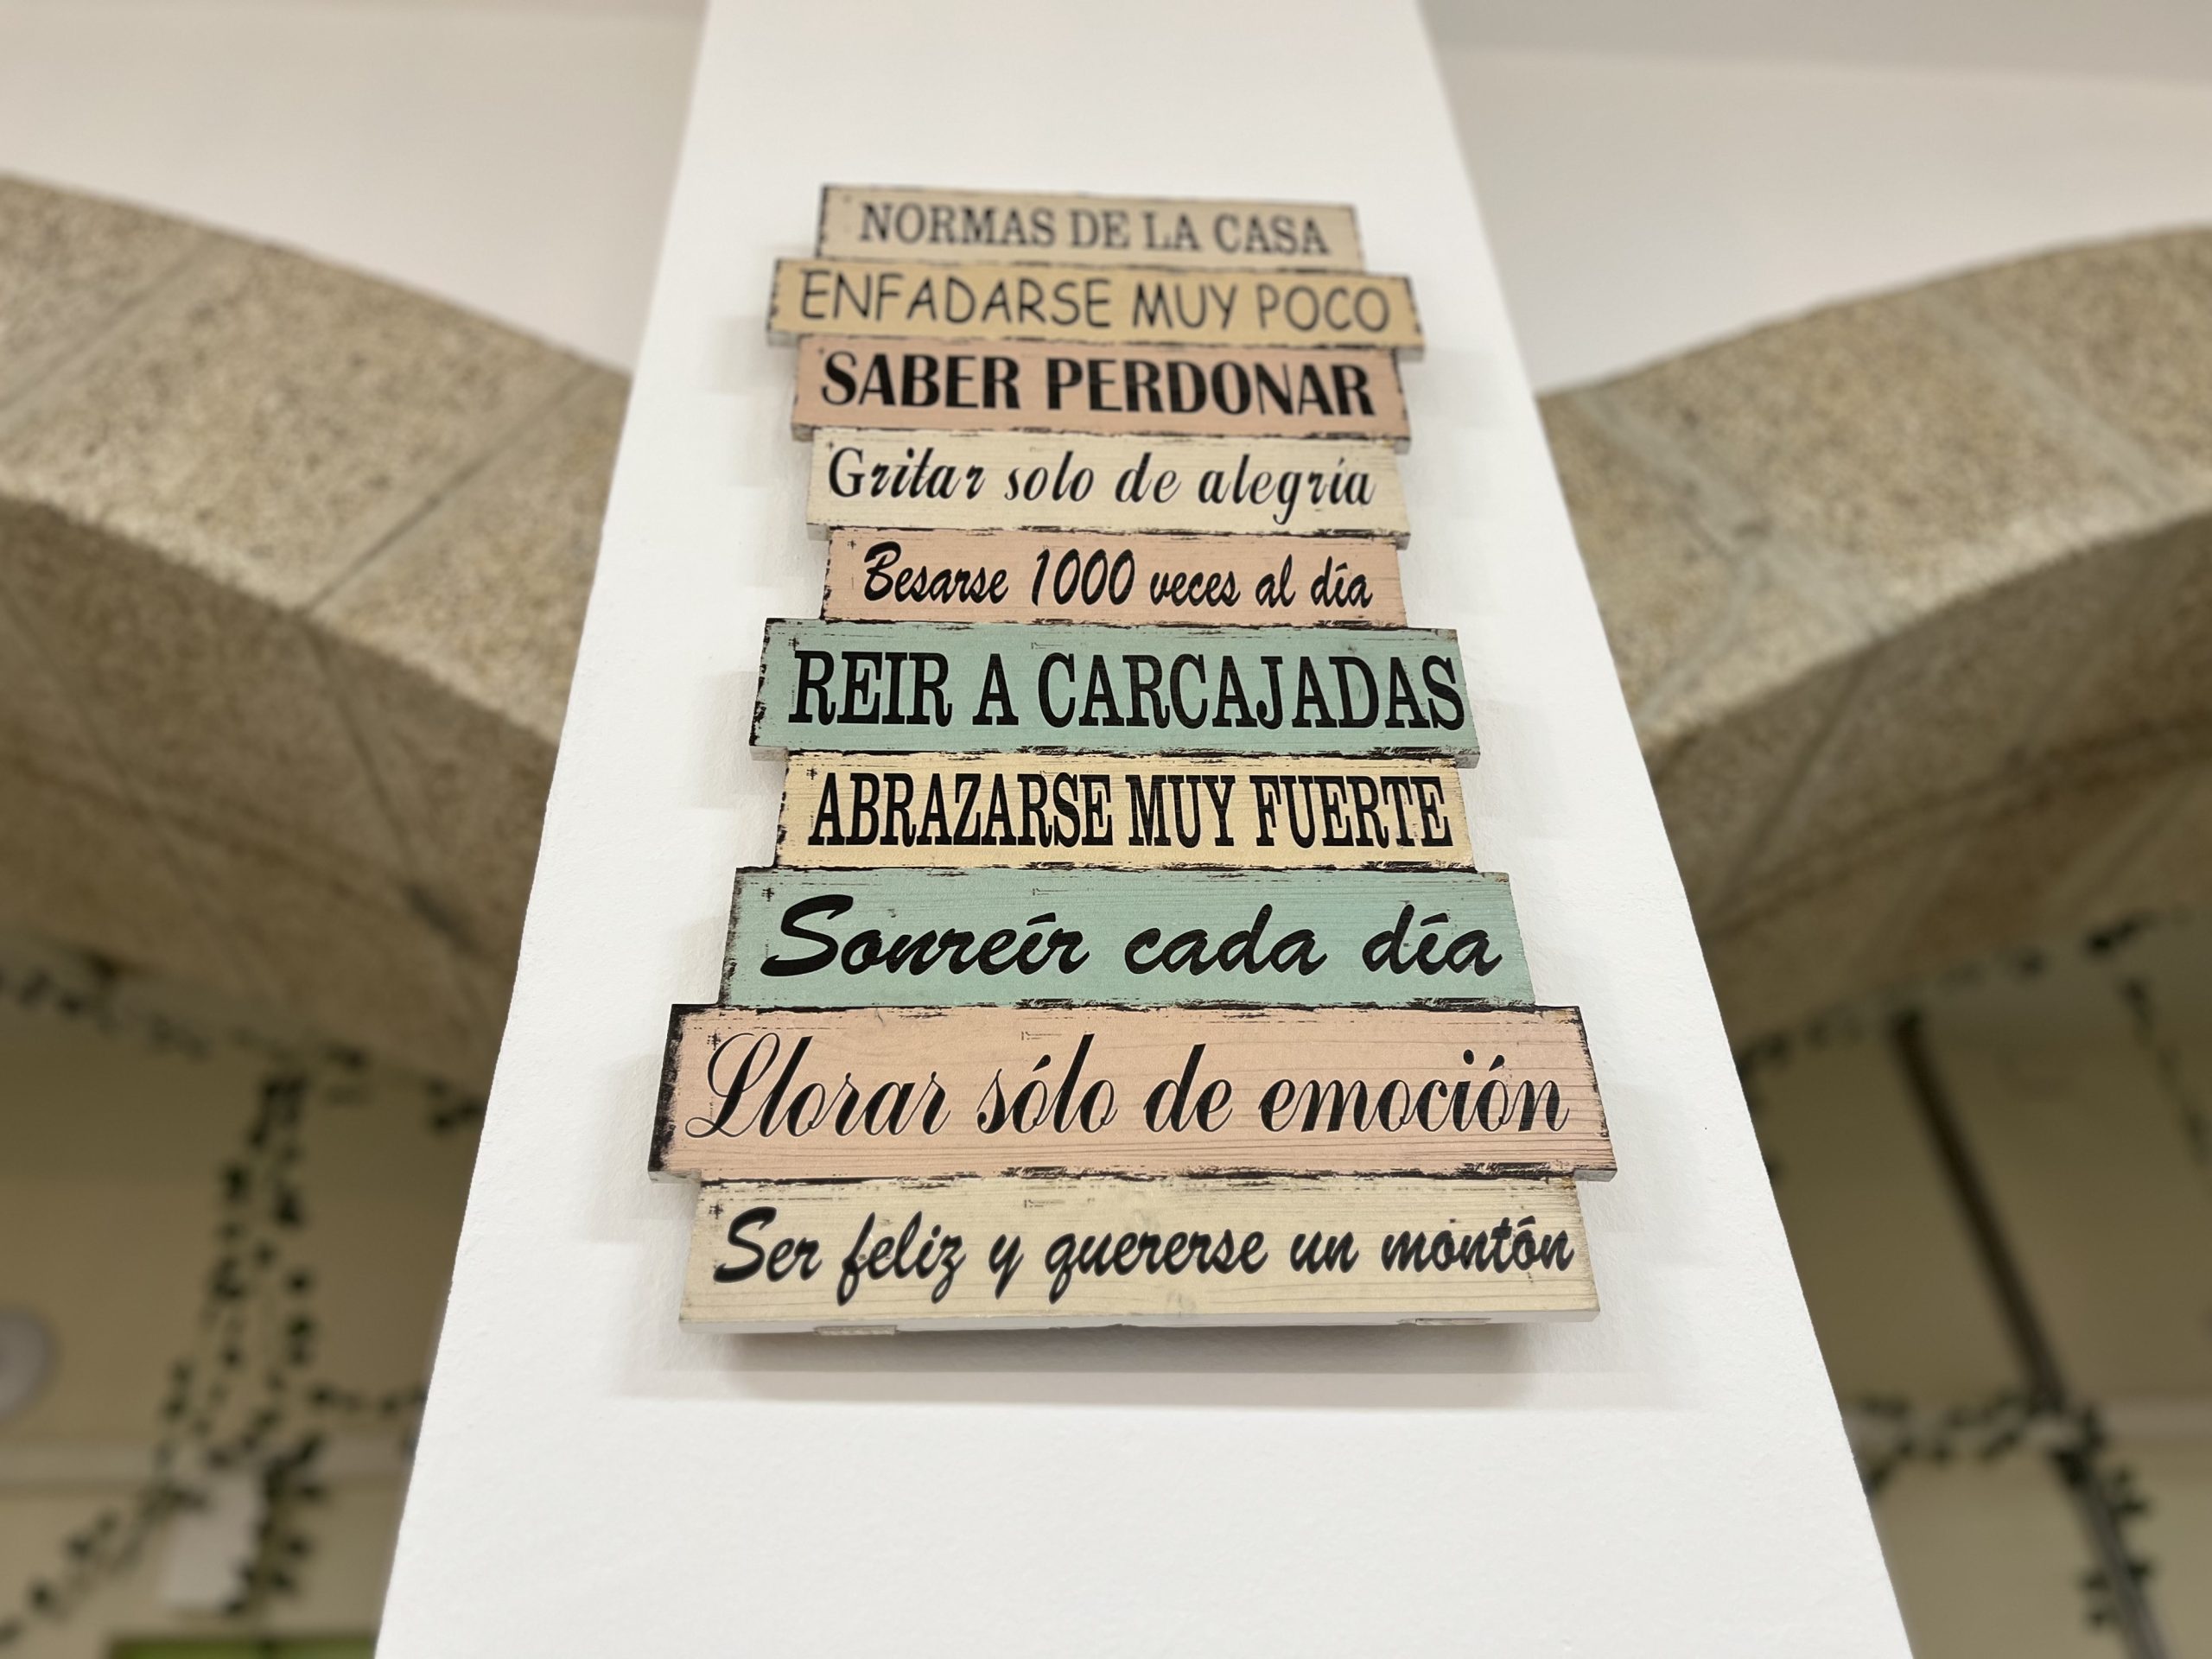 NORMAS DE LA CASA
ENFADARSE MUY POCO
SABER PERDONAR
Gritar solo de alegría
Besarse 1000 veces al día
REIR A CARCAJADAS
ABRAZARSE MUY FUERTE
Sonreír cada día
Llorar sólo de emoción
Ser feliz y quererse un montón